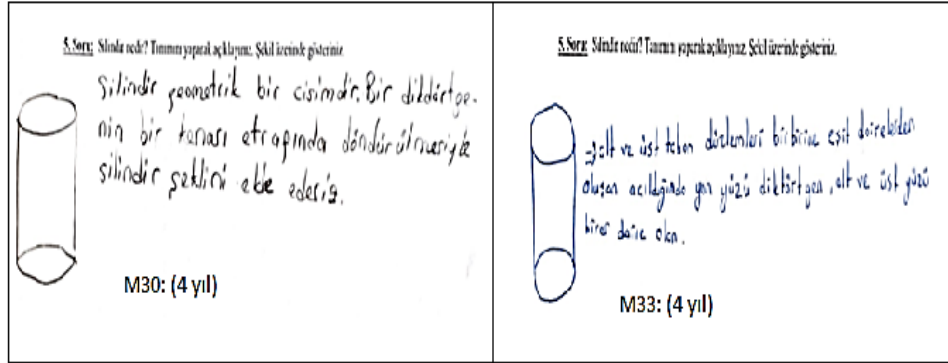 5. Soru: Silindir nedir? Tanımını yaparak açıklayınız. Şekil üzerinde gösteriniz.
Silindir geometrik bir cisimdir. Bir dikdörtge-
nin bir kenarı etrafında döndürülmesiyle
silindir şeklini elde ederiz.
M30: (4 yıl)
5. Soru: Silindir nedir? Tanımını yaparak açıklayınız. Şekil üzerinde gösteriniz.
⇒ alt ve üst taban düzlemleri birbirine eşit dairelerden
oluşan açıldığında yan yüzü diktörtgen, alt ve üst yüzü
birer daire olan.
M33: (4 yıl)